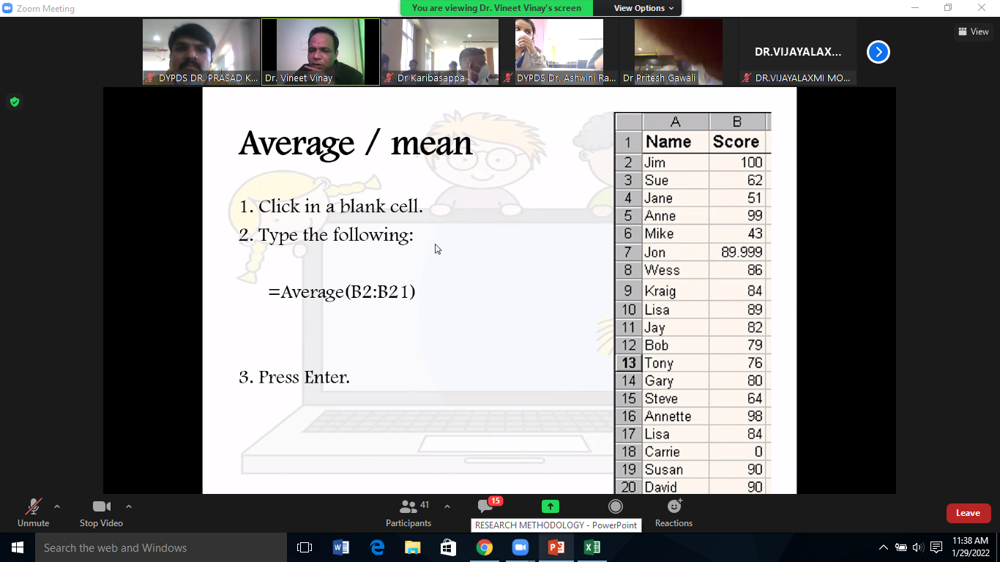 Zoom Meeting
You are viewing Dr. Vineet Vinay's screen
View Options
View
DYPDS DR. PRASAD K...
Dr. Vineet Vinay
Dr Karibasappa
DYPDS Dr. Ashwini Ra...
Dr Pritesh Gawali
DR.VIJAYALAX...
DR.VIJAYALAXMI MO...
Average / mean
1. Click in a blank cell.
2. Type the following:
=Average(B2:B21)
3. Press Enter.
A B
1 Name Score
2 Jim 100
3 Sue 62
4 Jane 51
5 Anne 99
6 Mike 43
7 Jon 89.999
8 Wess 86
9 Kraig 84
10 Lisa 89
11 Jay 82
12 Bob 79
13 Tony 76
14 Gary 80
15 Steve 64
16 Annette 98
17 Lisa 84
18 Carrie 0
19 Susan 90
20 David 90
Unmute
Stop Video
Participants
41
15
RESEARCH METHODOLOGY - PowerPoint
Reactions
Leave
Search the web and Windows
11:38 AM
1/29/2022